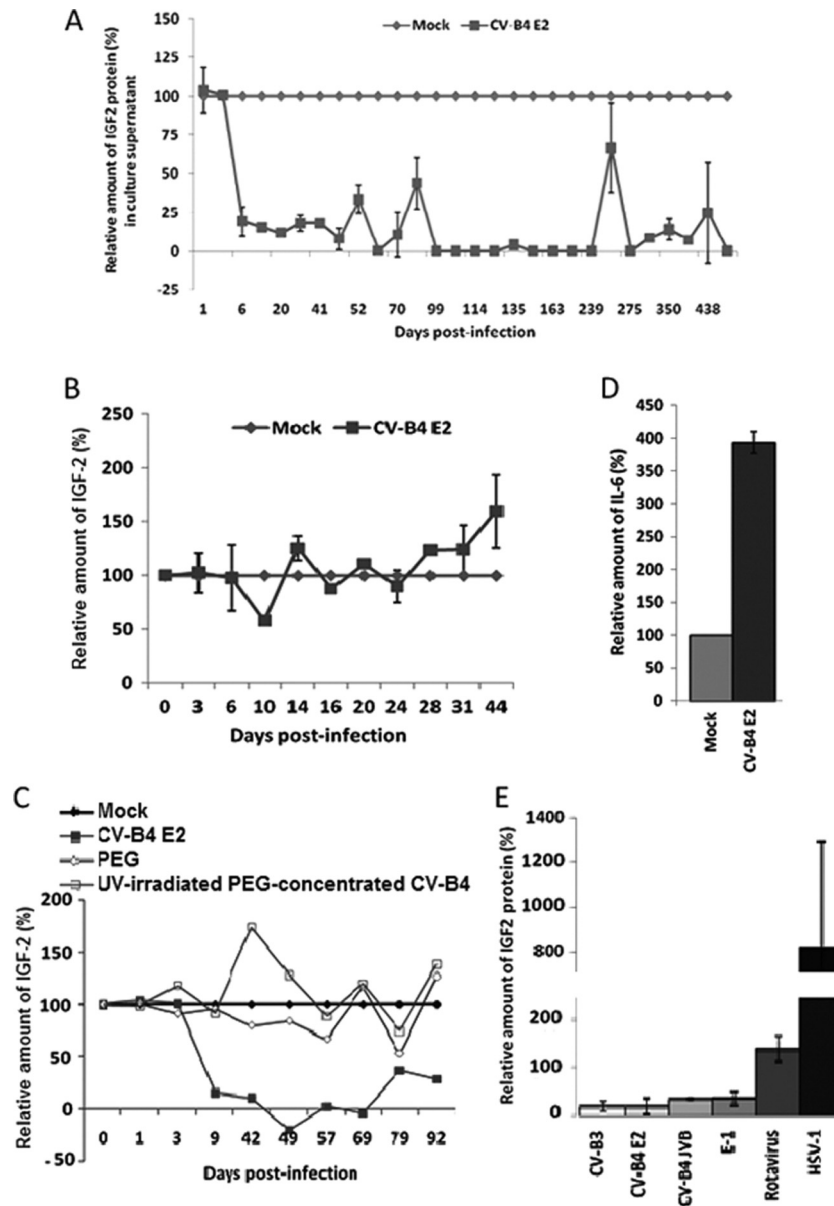 A
Mock CV-B4 E2
Relative amount of IGF2 protein (%)
in culture supernatant
150
125
100
75
50
25
0
-25
1 6 20 41 52 70 99 114 135 163 239 275 350 438
Days post-infection
B
Mock CV-B4 E2
Relative amount of IGF-2 (%)
250
200
150
100
50
0
0 3 6 10 14 16 20 24 28 31 44
Days post-infection
D
Relative amount of IL-6 (%)
450
400
350
300
250
200
150
100
50
0
Mock
CV-B4 E2
C
Mock
CV-B4 E2
PEG
UV-irradiated PEG-concentrated CV-B4
Relative amount of IGF-2 (%)
200
150
100
50
0
-50
0 1 3 9 42 49 57 69 79 92
Days post-infection
E
Relative amount of IGF2 protein (%)
1400
1200
800
200
100
0
CV-B3
CV-B4 E2
CV-B4 JVB
E-1
Rotavirus
HSV-1